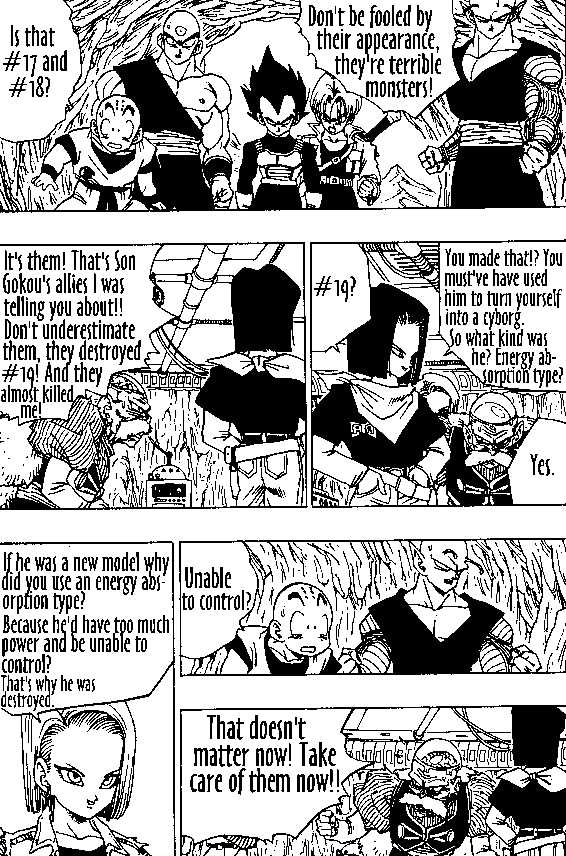 Is that
#17 and
#18?
Don't be fooled by
their appearance,
they're terrible
monsters!
It's them! That's Son
Gokou's allies I was
telling you about!!
Don't underestimate
them, they destroyed
#19! And they
almost killed
me!
#19?
You made that!? You
must've have used
him to turn yourself
into a cyborg.
So what kind was
he? Energy ab-
sorption type?
Yes.
If he was a new model why
did you use an energy abs-
orption type?
Because he'd have too much
power and be unable to
control?
That's why he was
destroyed.
Unable
to control?
That doesn't
matter now! Take
care of them now!!